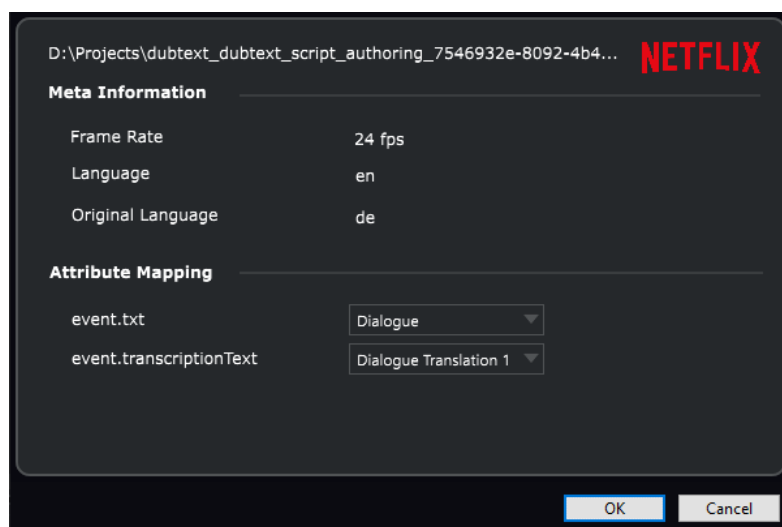 D:\Projects\dubtext_dubtext_script_authoring_7546932e-8092-4b4...
NETFLIX
Meta Information
Frame Rate 24 fps
Language en
Original Language de
Attribute Mapping
event.txt Dialogue
event.transcriptionText Dialogue Translation 1
OK Cancel